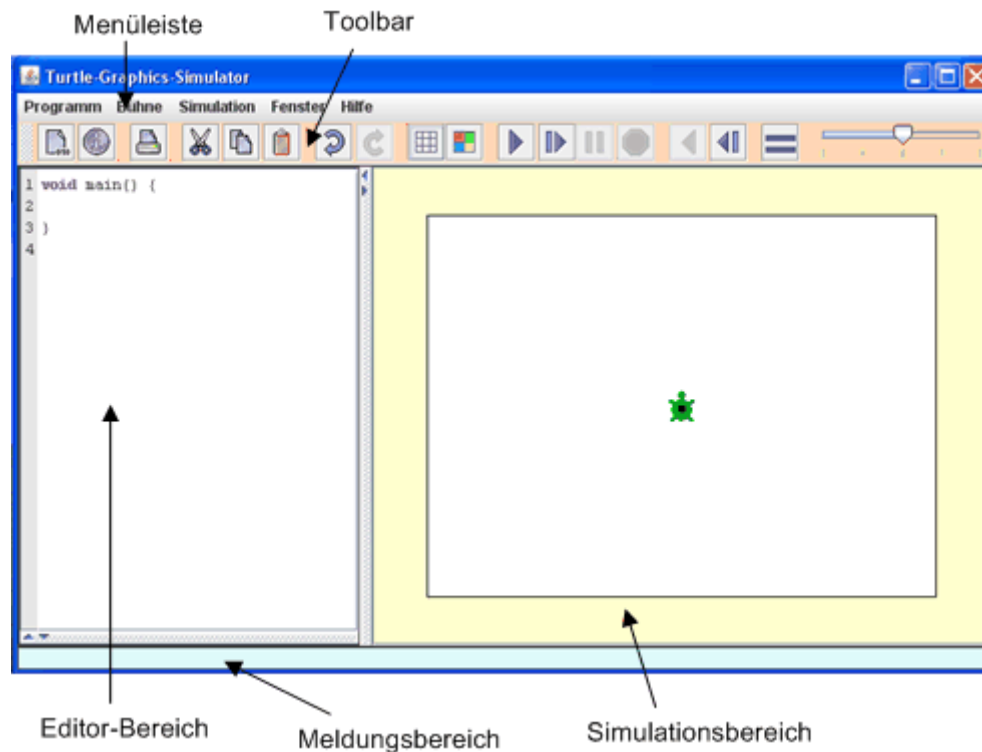 Menüleiste
Toolbar
Turtle-Graphics-Simulator
Programm Bühne Simulation Fenster Hilfe
1 void main() {
2
3 }
4
Editor-Bereich
Meldungsbereich
Simulationsbereich